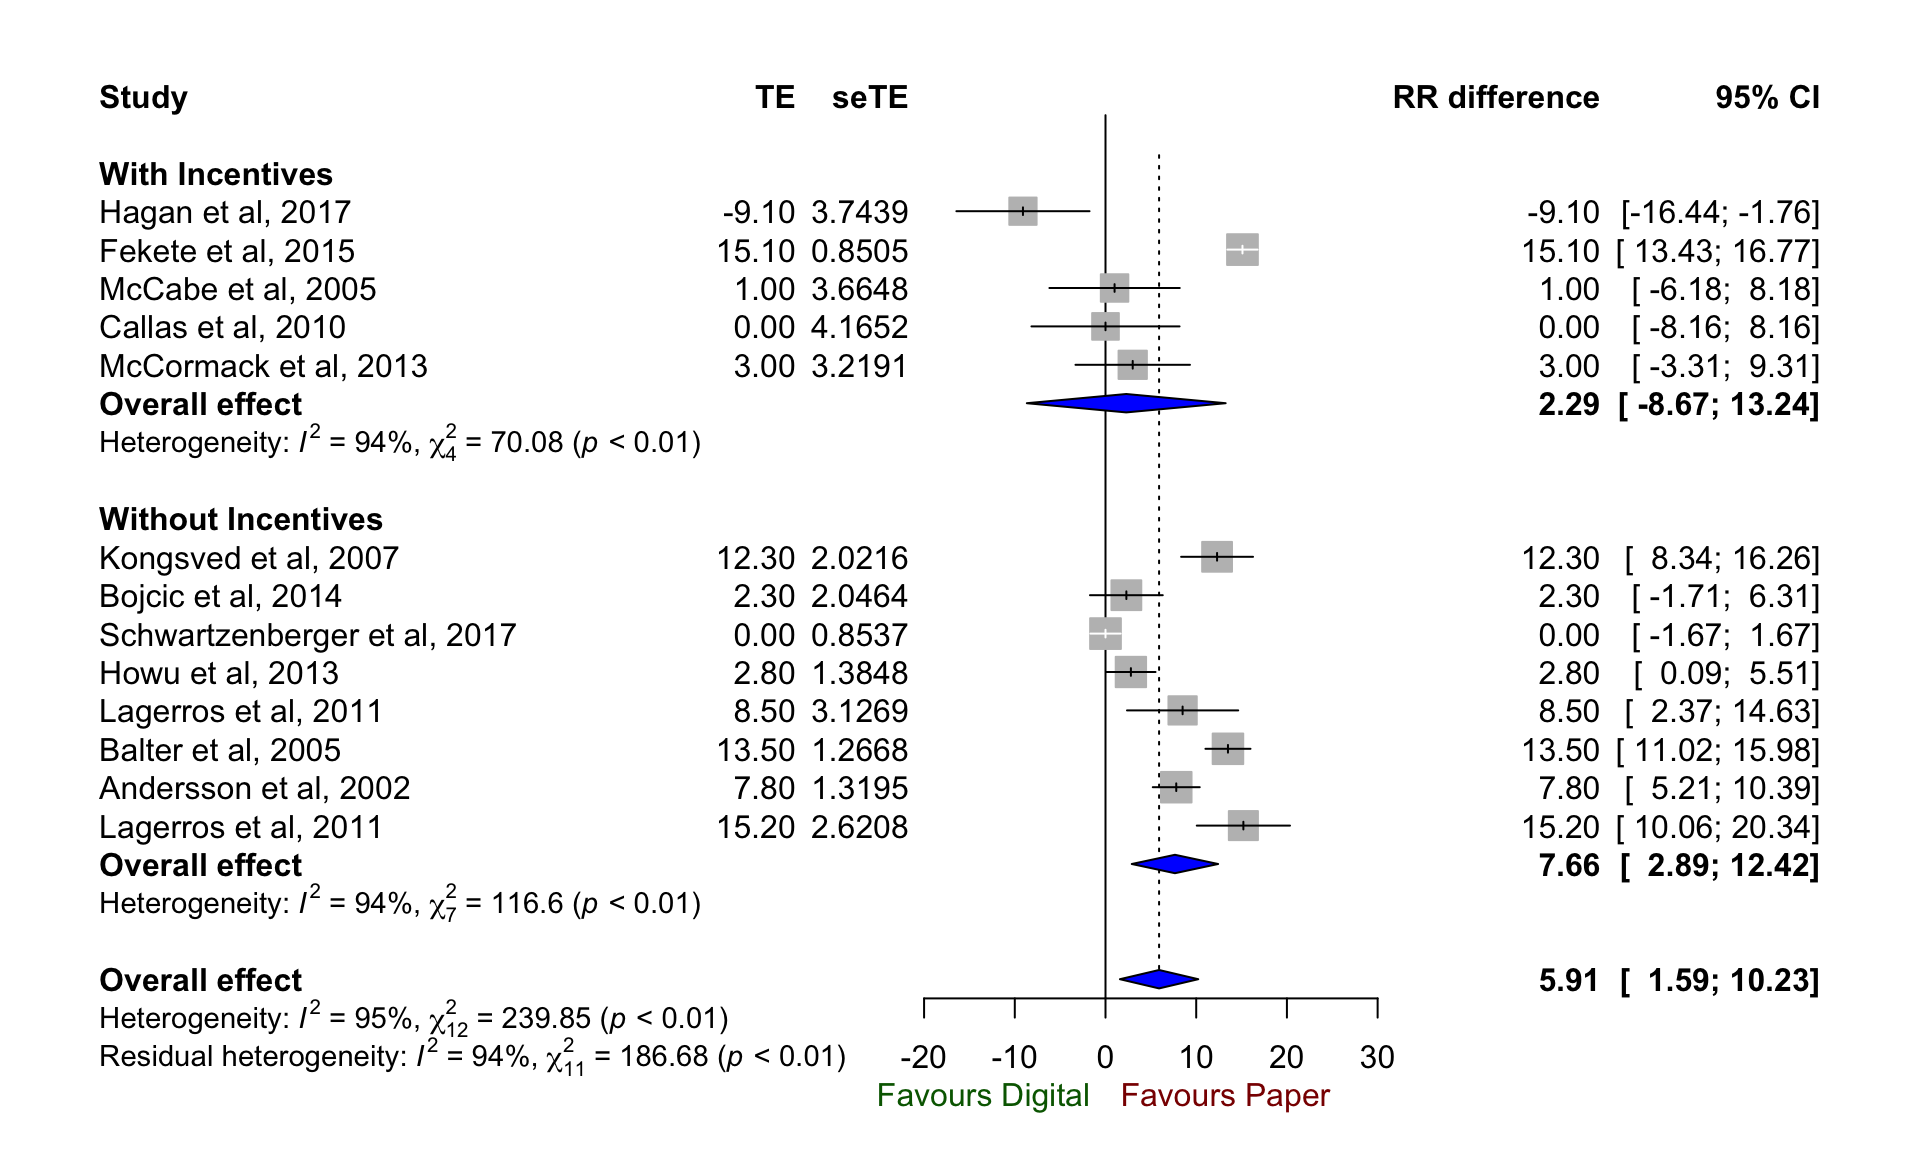 Study TE seTE RR difference 95% CI
With Incentives
Hagan et al, 2017 -9.10 3.7439 -9.10 [-16.44; -1.76]
Fekete et al, 2015 15.10 0.8505 15.10 [ 13.43; 16.77]
McCabe et al, 2005 1.00 3.6648 1.00 [ -6.18; 8.18]
Callas et al, 2010 0.00 4.1652 0.00 [ -8.16; 8.16]
McCormack et al, 2013 3.00 3.2191 3.00 [ -3.31; 9.31]
Overall effect 2.29 [ -8.67; 13.24]
Heterogeneity: I² = 94%, χ²₄ = 70.08 (p < 0.01)
Without Incentives
Kongsved et al, 2007 12.30 2.0216 12.30 [ 8.34; 16.26]
Bojcic et al, 2014 2.30 2.0464 2.30 [ -1.71; 6.31]
Schwartzenberger et al, 2017 0.00 0.8537 0.00 [ -1.67; 1.67]
Howu et al, 2013 2.80 1.3848 2.80 [ 0.09; 5.51]
Lagerros et al, 2011 8.50 3.1269 8.50 [ 2.37; 14.63]
Balter et al, 2005 13.50 1.2668 13.50 [ 11.02; 15.98]
Andersson et al, 2002 7.80 1.3195 7.80 [ 5.21; 10.39]
Lagerros et al, 2011 15.20 2.6208 15.20 [ 10.06; 20.34]
Overall effect 7.66 [ 2.89; 12.42]
Heterogeneity: I² = 94%, χ²₇ = 116.6 (p < 0.01)
Overall effect 5.91 [ 1.59; 10.23]
Heterogeneity: I² = 95%, χ²₁₂ = 239.85 (p < 0.01)
Residual heterogeneity: I² = 94%, χ²₁₁ = 186.68 (p < 0.01)
-20 -10 0 10 20 30
Favours Digital Favours Paper